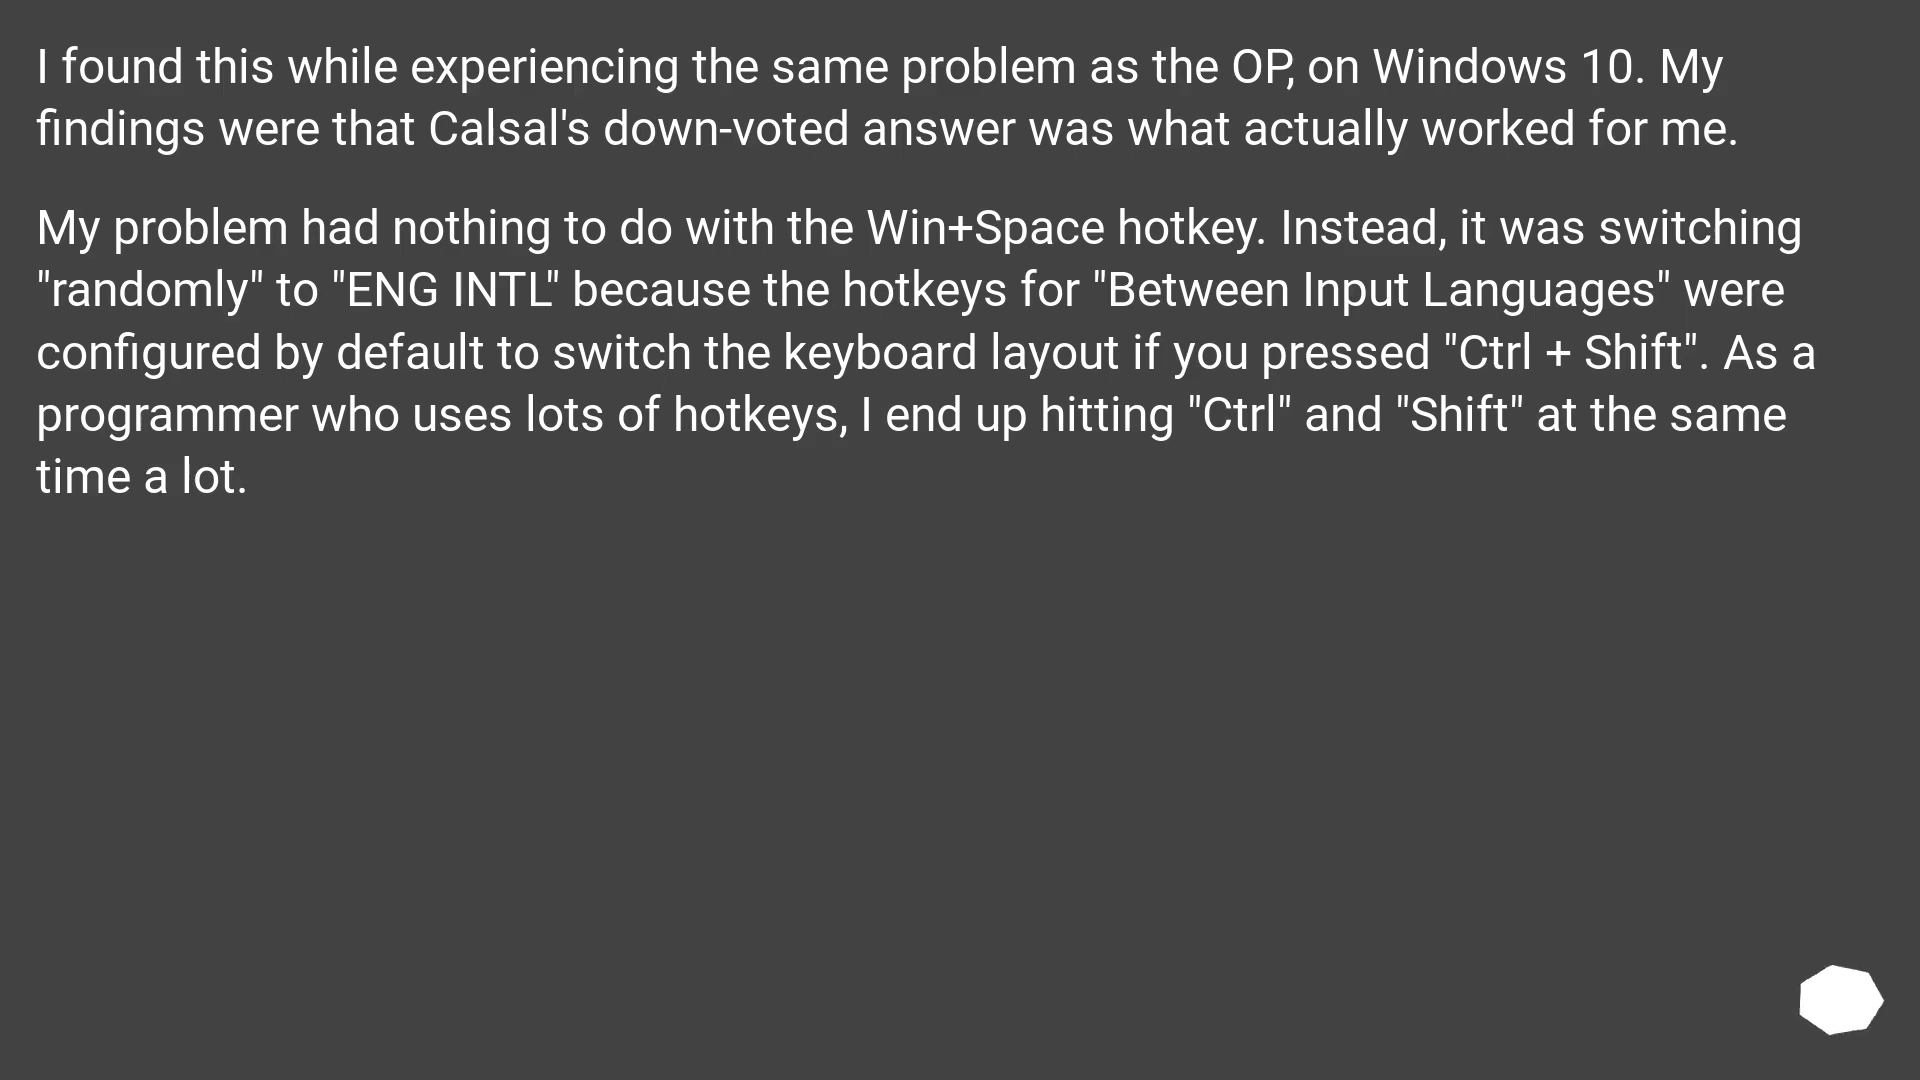 I found this while experiencing the same problem as the OP, on Windows 10. My
findings were that Calsal's down-voted answer was what actually worked for me.
My problem had nothing to do with the Win+Space hotkey. Instead, it was switching
"randomly" to "ENG INTL" because the hotkeys for "Between Input Languages" were
configured by default to switch the keyboard layout if you pressed "Ctrl + Shift". As a
programmer who uses lots of hotkeys, I end up hitting "Ctrl" and "Shift" at the same
time a lot.